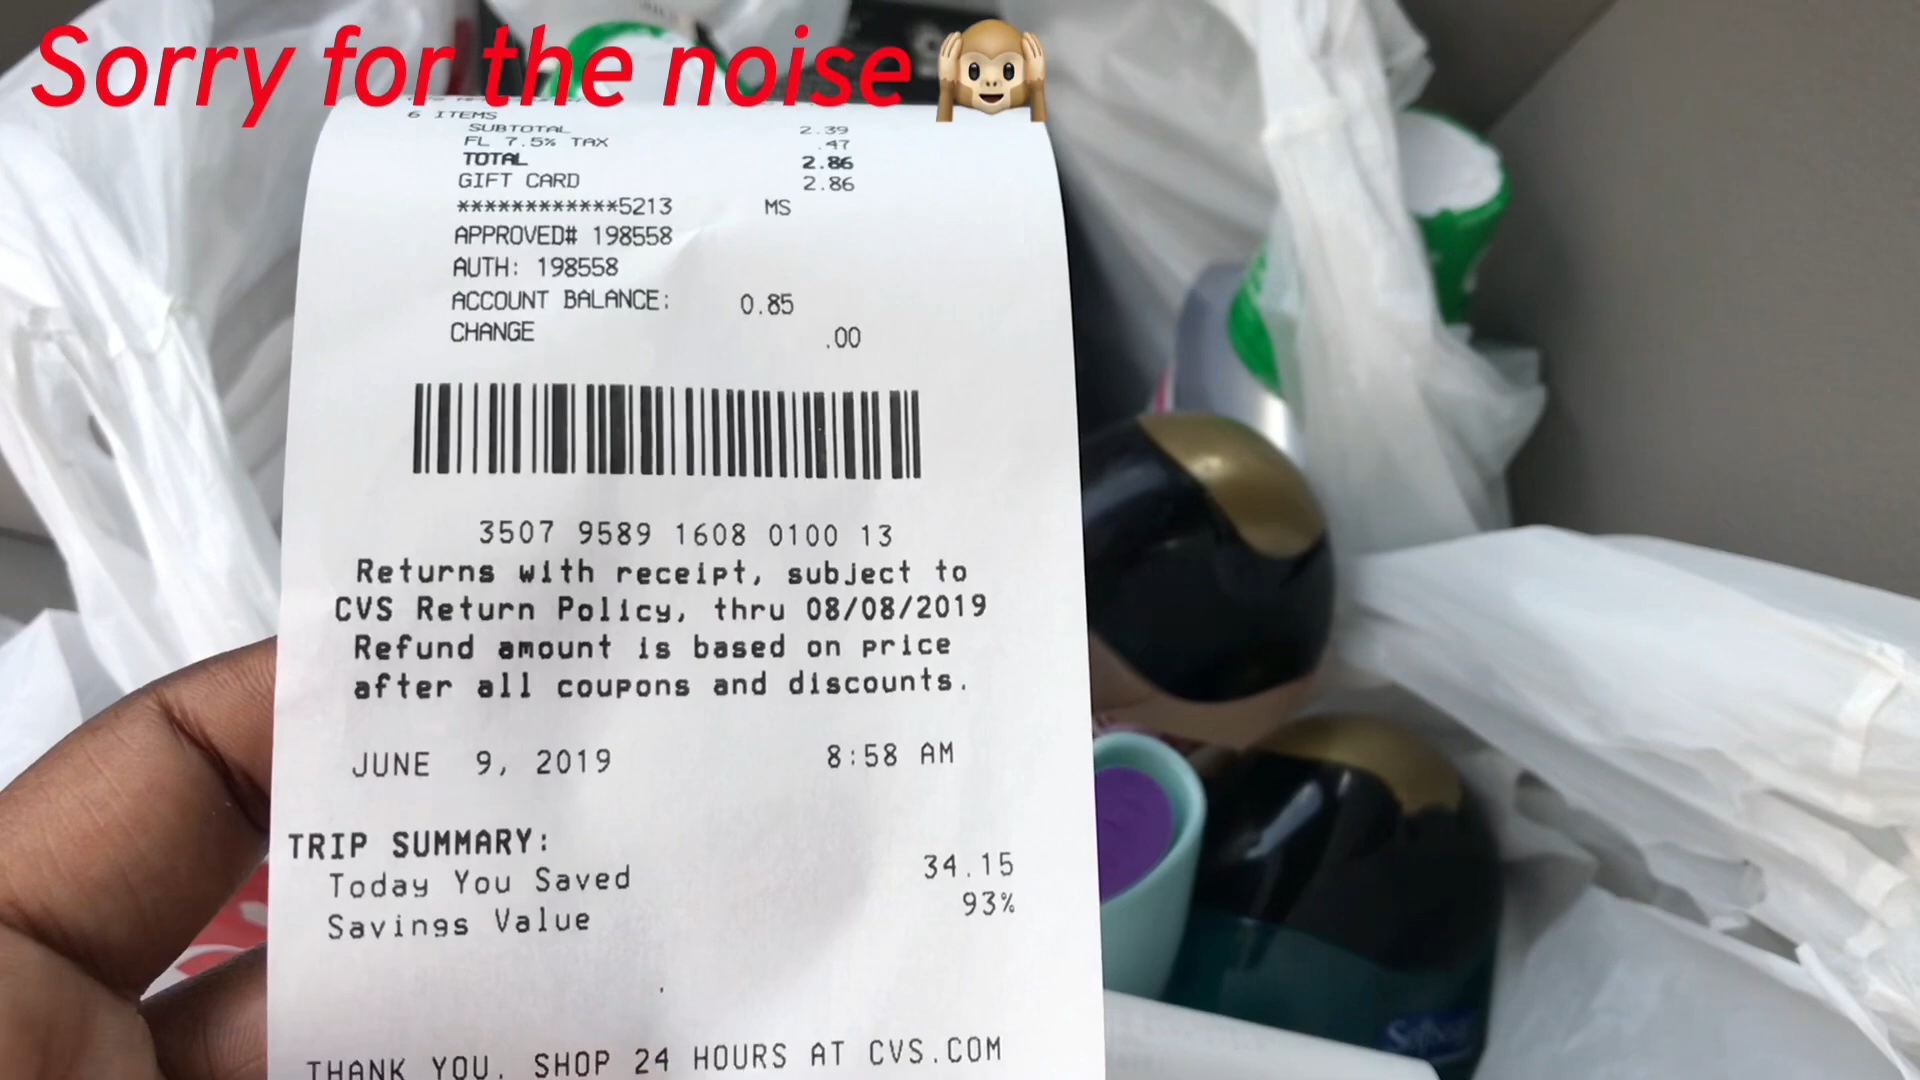 Sorry for the noise 🙉
6 ITEMS
SUBTOTAL 2.39
FL 7.5% TAX .47
TOTAL 2.86
GIFT CARD 2.86
************5213 MS
APPROVED# 198558
AUTH: 198558
ACCOUNT BALANCE: 0.85
CHANGE .00
3507 9589 1608 0100 13
Returns with receipt, subject to
CVS Return Policy, thru 08/08/2019
Refund amount is based on price
after all coupons and discounts.
JUNE 9, 2019 8:58 AM
TRIP SUMMARY:
Today You Saved 34.15
Savings Value 93%
THANK YOU. SHOP 24 HOURS AT CVS.COM